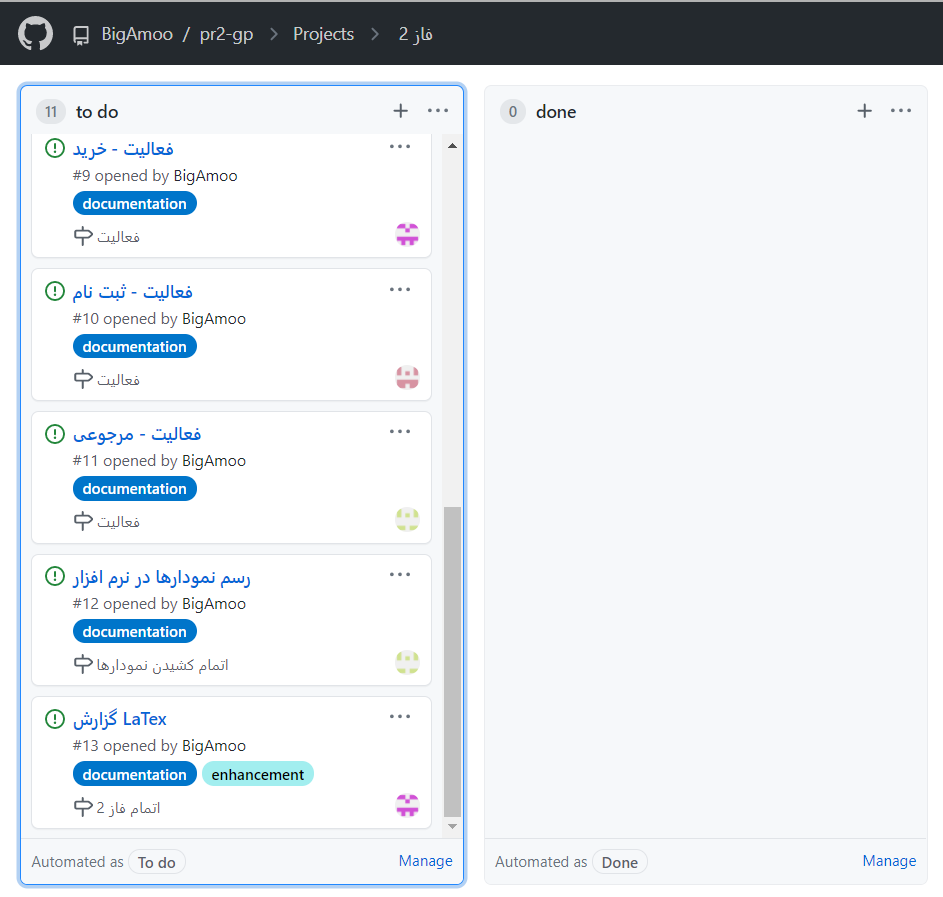 BigAmoo / pr2-gp > Projects > فاز 2
11 to do
فعالیت - خرید
#9 opened by BigAmoo
documentation
فعالیت
فعالیت - ثبت نام
#10 opened by BigAmoo
documentation
فعالیت
فعالیت - مرجوعی
#11 opened by BigAmoo
documentation
فعالیت
رسم نمودارها در نرم افزار
#12 opened by BigAmoo
documentation
اتمام کشیدن نمودارها
گزارش LaTex
#13 opened by BigAmoo
documentation enhancement
اتمام فاز 2
Automated as To do Manage
0 done
Automated as Done Manage